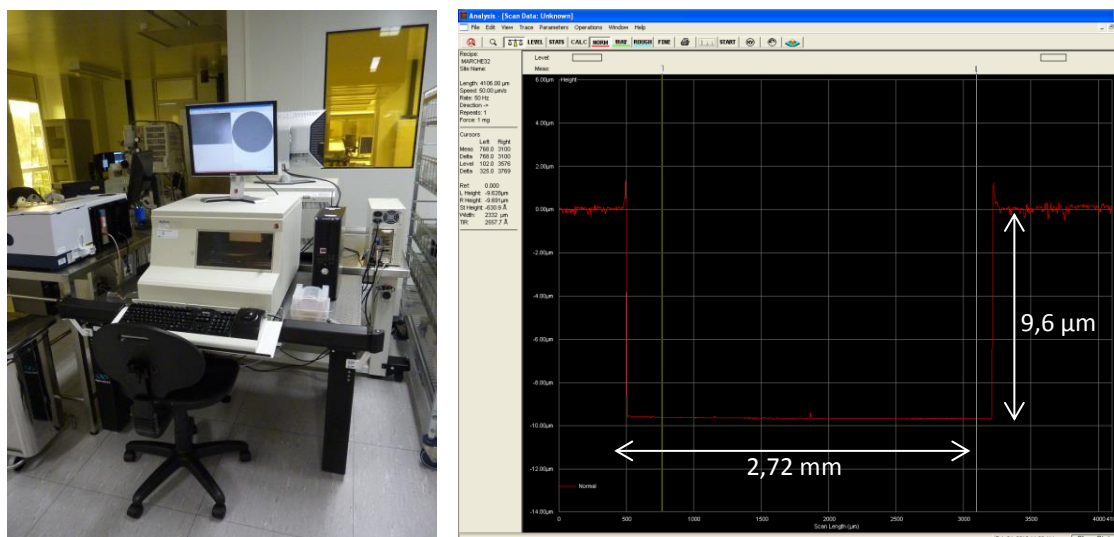 Analysis - [Scan Data: Unknown]
File Edit View Trace Parameters Operations Window Help
LEVEL STATS CALC NORM WAV ROUGH FINE START
Recipe:
MARCHE32
Site Name:
Length: 4106.00 µm
Speed: 50.00 µm/s
Rate: 50 Hz
Direction ->
Repeats: 1
Force: 1 mg
Cursors
Left Right
Meas 768.0 3100
Delta 768.0 3100
Level 102.0 3576
Delta 325.0 3769
Ref: 0.000
L Height: -9.628µm
R Height: -9.691µm
St Height: -630.9 Å
Width: 2332 µm
TIR: 2557.7 Å
Level:
Meas:
Height
6.00µm
4.00µm
2.00µm
0.00µm
-2.00µm
-4.00µm
-6.00µm
-8.00µm
-10.00µm
-12.00µm
-14.00µm
9,6 µm
2,72 mm
Normal
0 500 1000 1500 2000 2500 3000 3500 4000
Scan Length (µm)